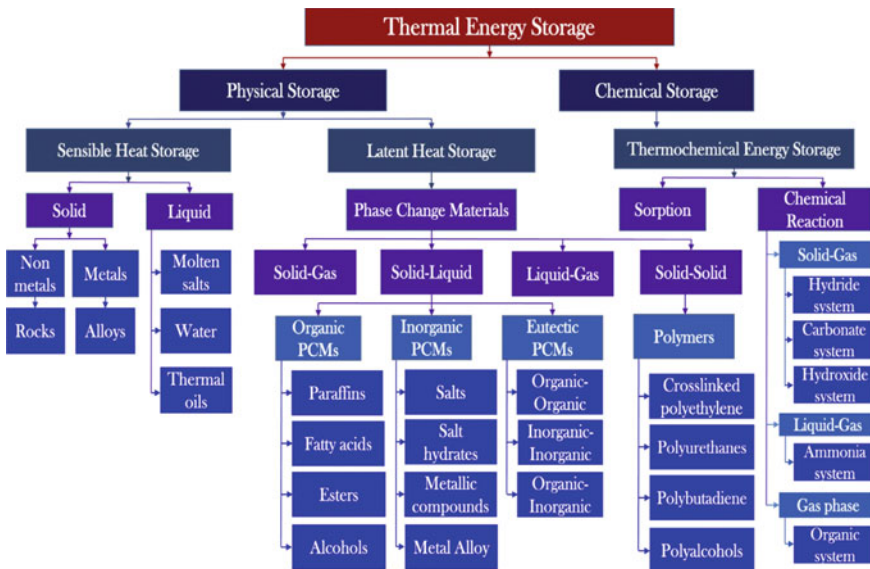 Thermal Energy Storage
Physical Storage
Chemical Storage
Sensible Heat Storage
Latent Heat Storage
Thermochemical Energy Storage
Solid
Liquid
Phase Change Materials
Sorption
Chemical
Reaction
Non
metals
Metals
Molten
salts
Solid-Gas
Solid-Liquid
Liquid-Gas
Solid-Solid
Solid-Gas
Rocks
Alloys
Water
Thermal
oils
Organic
PCMs
Inorganic
PCMs
Eutectic
PCMs
Polymers
Hydride
system
Carbonate
system
Hydroxide
system
Paraffins
Fatty acids
Esters
Alcohols
Salts
Salt
hydrates
Metallic
compounds
Metal Alloy
Organic-
Organic
Inorganic-
Inorganic
Organic-
Inorganic
Crosslinked
polyethylene
Polyurethanes
Polybutadiene
Polyalcohols
Liquid-Gas
Ammonia
system
Gas phase
Organic
system